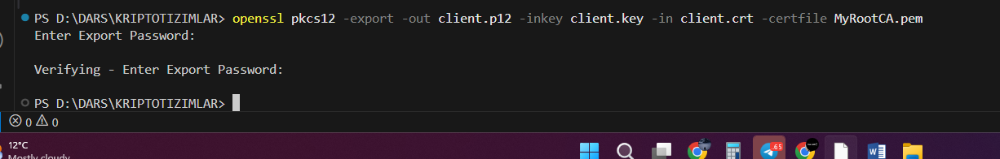 PS D:\DARS\KRIPTOTIZIMLAR> openssl pkcs12 -export -out client.p12 -inkey client.key -in client.crt -certfile MyRootCA.pem
Enter Export Password:
Verifying - Enter Export Password:
PS D:\DARS\KRIPTOTIZIMLAR>
0 0
12°C
Mostly cloudy
65